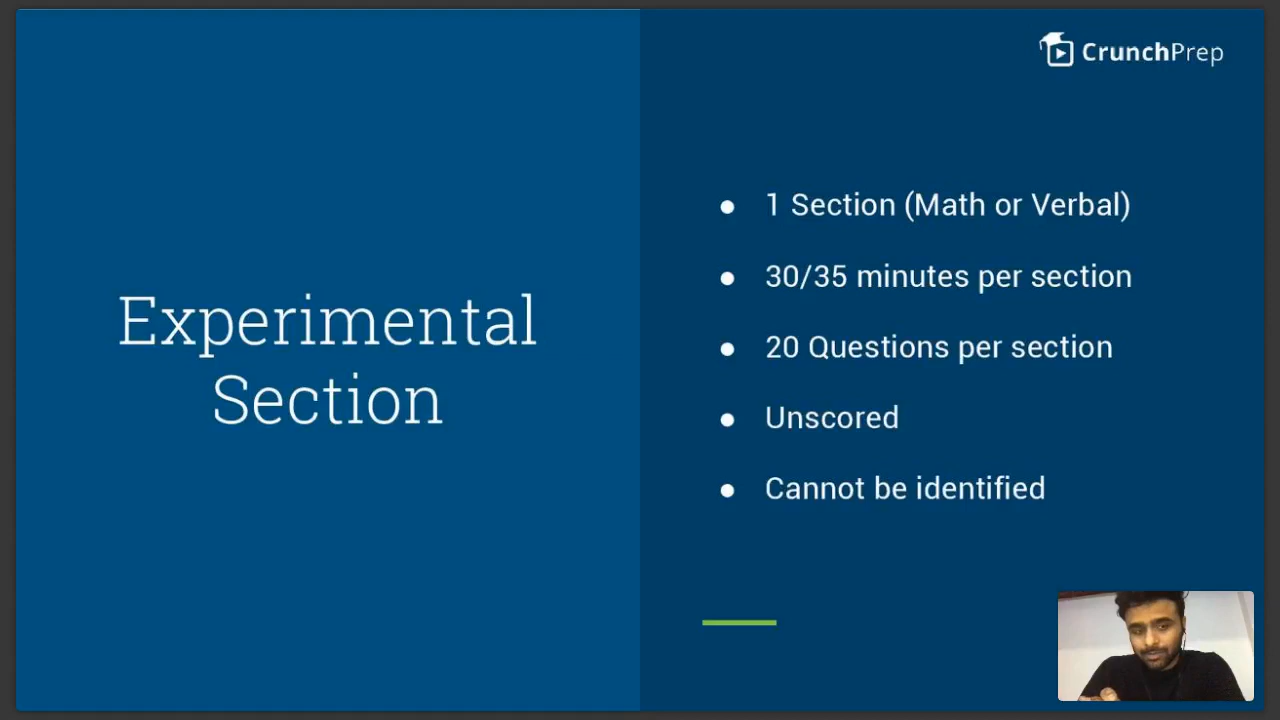 CrunchPrep
Experimental
Section
● 1 Section (Math or Verbal)
● 30/35 minutes per section
● 20 Questions per section
● Unscored
● Cannot be identified